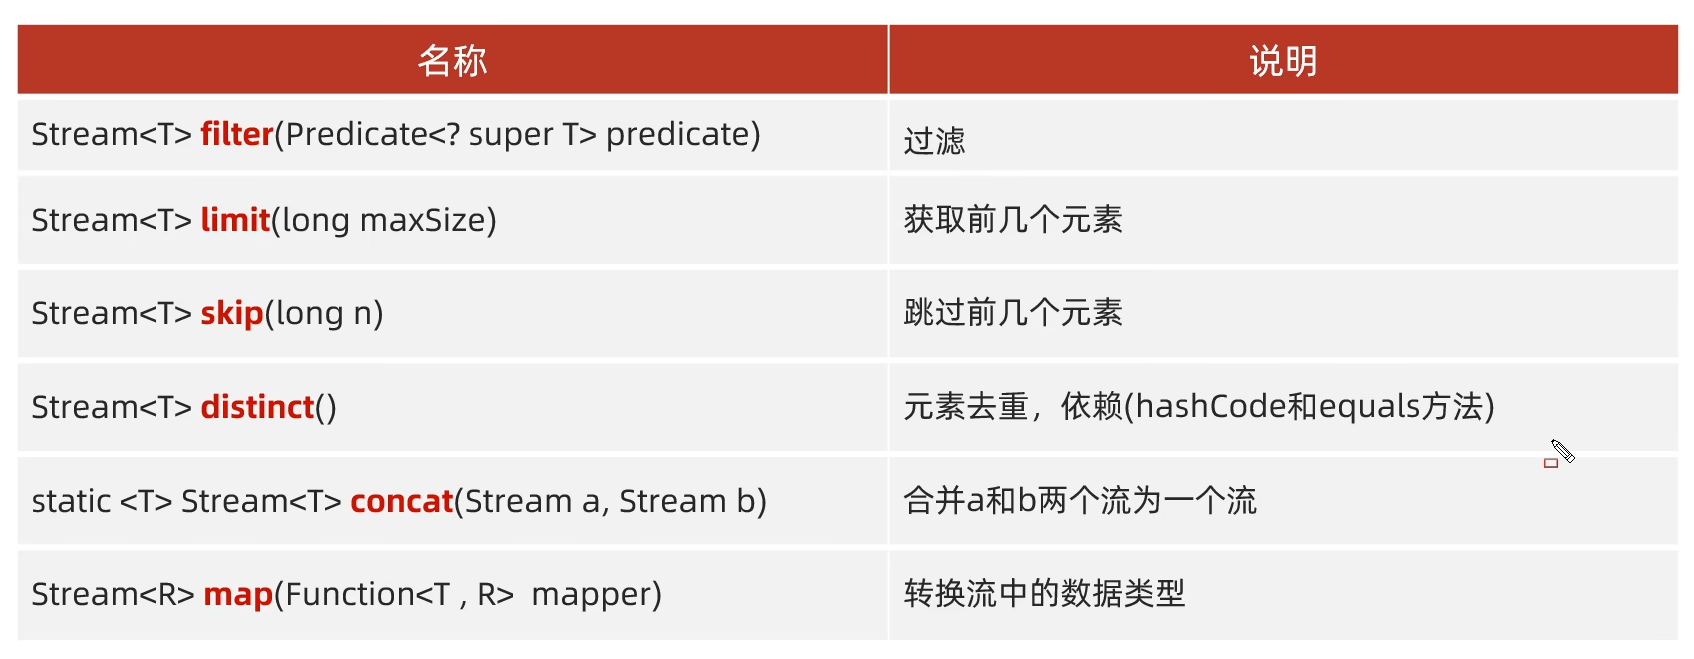 名称
说明
Stream<T> filter(Predicate<? super T> predicate)
过滤
Stream<T> limit(long maxSize)
获取前几个元素
Stream<T> skip(long n)
跳过前几个元素
Stream<T> distinct()
元素去重，依赖(hashCode和equals方法)
static <T> Stream<T> concat(Stream a, Stream b)
合并a和b两个流为一个流
Stream<R> map(Function<T , R>  mapper)
转换流中的数据类型